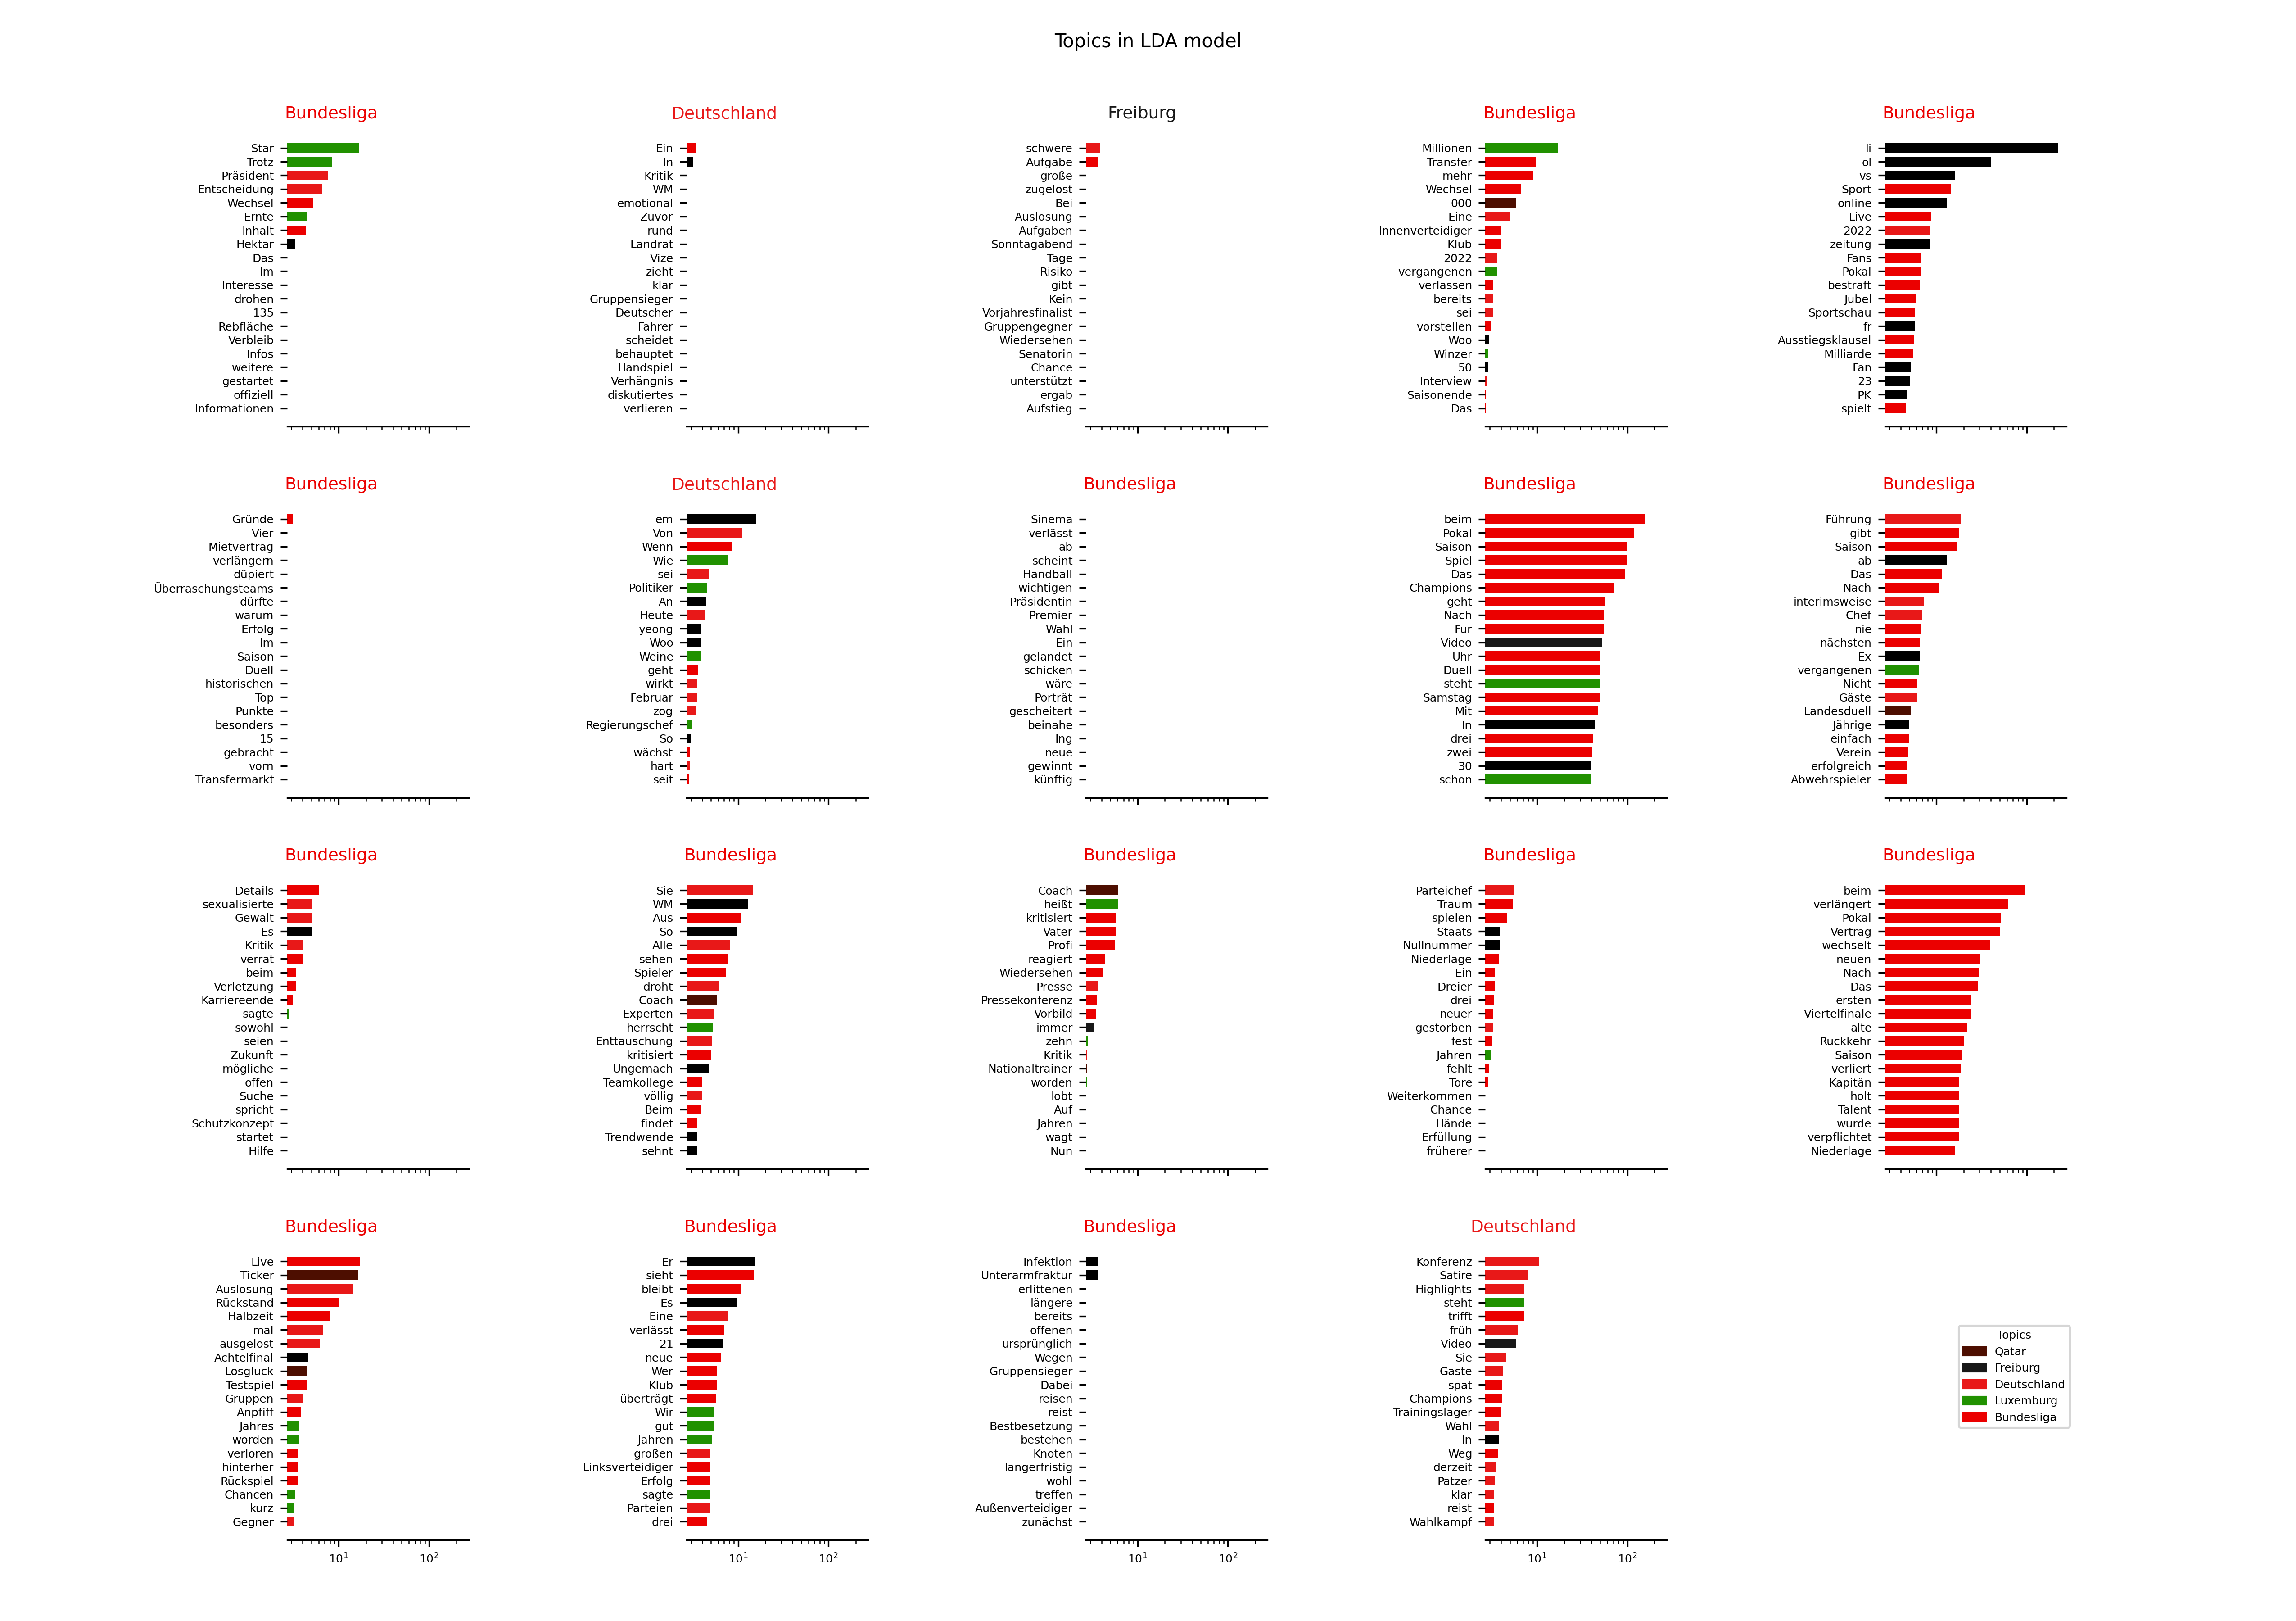 Topics in LDA model
Bundesliga
Star
Trotz
Präsident
Entscheidung
Wechsel
Ernte
Inhalt
Hektar
Das
Im
Interesse
drohen
135
Rebfläche
Verbleib
Infos
weitere
gestartet
offiziell
Informationen
Deutschland
Ein
In
Kritik
WM
emotional
Zuvor
rund
Landrat
Vize
zieht
klar
Gruppensieger
Deutscher
Fahrer
scheidet
behauptet
Handspiel
Verhängnis
diskutiertes
verlieren
Freiburg
schwere
Aufgabe
große
zugelost
Bei
Auslosung
Aufgaben
Sonntagabend
Tage
Risiko
gibt
Kein
Vorjahresfinalist
Gruppengegner
Wiedersehen
Senatorin
Chance
unterstützt
ergab
Aufstieg
Bundesliga
Millionen
Transfer
mehr
Wechsel
000
Eine
Innenverteidiger
Klub
2022
vergangenen
verlassen
bereits
sei
vorstellen
Woo
Winzer
50
Interview
Saisonende
Das
Bundesliga
li
ol
vs
Sport
online
Live
2022
zeitung
Fans
Pokal
bestraft
Jubel
Sportschau
fr
Ausstiegsklausel
Milliarde
Fan
23
PK
spielt
Bundesliga
Gründe
Vier
Mietvertrag
verlängern
düpiert
Überraschungsteams
dürfte
warum
Erfolg
Im
Saison
Duell
historischen
Top
Punkte
besonders
15
gebracht
vorn
Transfermarkt
Deutschland
em
Von
Wenn
Wie
sei
Politiker
An
Heute
yeong
Woo
Weine
geht
wirkt
Februar
zog
Regierungschef
So
wächst
hart
seit
Bundesliga
Sinema
verlässt
ab
scheint
Handball
wichtigen
Präsidentin
Premier
Wahl
Ein
gelandet
schicken
wäre
Porträt
gescheitert
beinahe
Ing
neue
gewinnt
künftig
Bundesliga
beim
Pokal
Saison
Spiel
Das
Champions
geht
Nach
Für
Video
Uhr
Duell
steht
Samstag
Mit
In
drei
zwei
30
schon
Bundesliga
Führung
gibt
Saison
ab
Das
Nach
interimsweise
Chef
nie
nächsten
Ex
vergangenen
Nicht
Gäste
Landesduell
Jährige
einfach
Verein
erfolgreich
Abwehrspieler
Bundesliga
Details
sexualisierte
Gewalt
Es
Kritik
verrät
beim
Verletzung
Karriereende
sagte
sowohl
seien
Zukunft
mögliche
offen
Suche
spricht
Schutzkonzept
startet
Hilfe
Bundesliga
Sie
WM
Aus
So
Alle
sehen
Spieler
droht
Coach
Experten
herrscht
Enttäuschung
kritisiert
Ungemach
Teamkollege
völlig
Beim
findet
Trendwende
sehnt
Bundesliga
Coach
heißt
kritisiert
Vater
Profi
reagiert
Wiedersehen
Presse
Pressekonferenz
Vorbild
immer
zehn
Kritik
Nationaltrainer
worden
lobt
Auf
Jahren
wagt
Nun
Bundesliga
Parteichef
Traum
spielen
Staats
Nullnummer
Niederlage
Ein
Dreier
drei
neuer
gestorben
fest
Jahren
fehlt
Tore
Weiterkommen
Chance
Hände
Erfüllung
früherer
Bundesliga
beim
verlängert
Pokal
Vertrag
wechselt
neuen
Nach
Das
ersten
Viertelfinale
alte
Rückkehr
Saison
verliert
Kapitän
holt
Talent
wurde
verpflichtet
Niederlage
Bundesliga
Live
Ticker
Auslosung
Rückstand
Halbzeit
mal
ausgelost
Achtelfinal
Losglück
Testspiel
Gruppen
Anpfiff
Jahres
worden
verloren
hinterher
Rückspiel
Chancen
kurz
Gegner
10¹ 10²
Bundesliga
Er
sieht
bleibt
Es
Eine
verlässt
21
neue
Wer
Klub
überträgt
Wir
gut
Jahren
großen
Linksverteidiger
Erfolg
sagte
Parteien
drei
10¹ 10²
Bundesliga
Infektion
Unterarmfraktur
erlittenen
längere
bereits
offenen
ursprünglich
Wegen
Gruppensieger
Dabei
reisen
reist
Bestbesetzung
bestehen
Knoten
längerfristig
wohl
treffen
Außenverteidiger
zunächst
10¹ 10²
Deutschland
Konferenz
Satire
Highlights
steht
trifft
früh
Video
Sie
Gäste
spät
Champions
Trainingslager
Wahl
In
Weg
derzeit
Patzer
klar
reist
Wahlkampf
10¹ 10²
Topics
Qatar
Freiburg
Deutschland
Luxemburg
Bundesliga